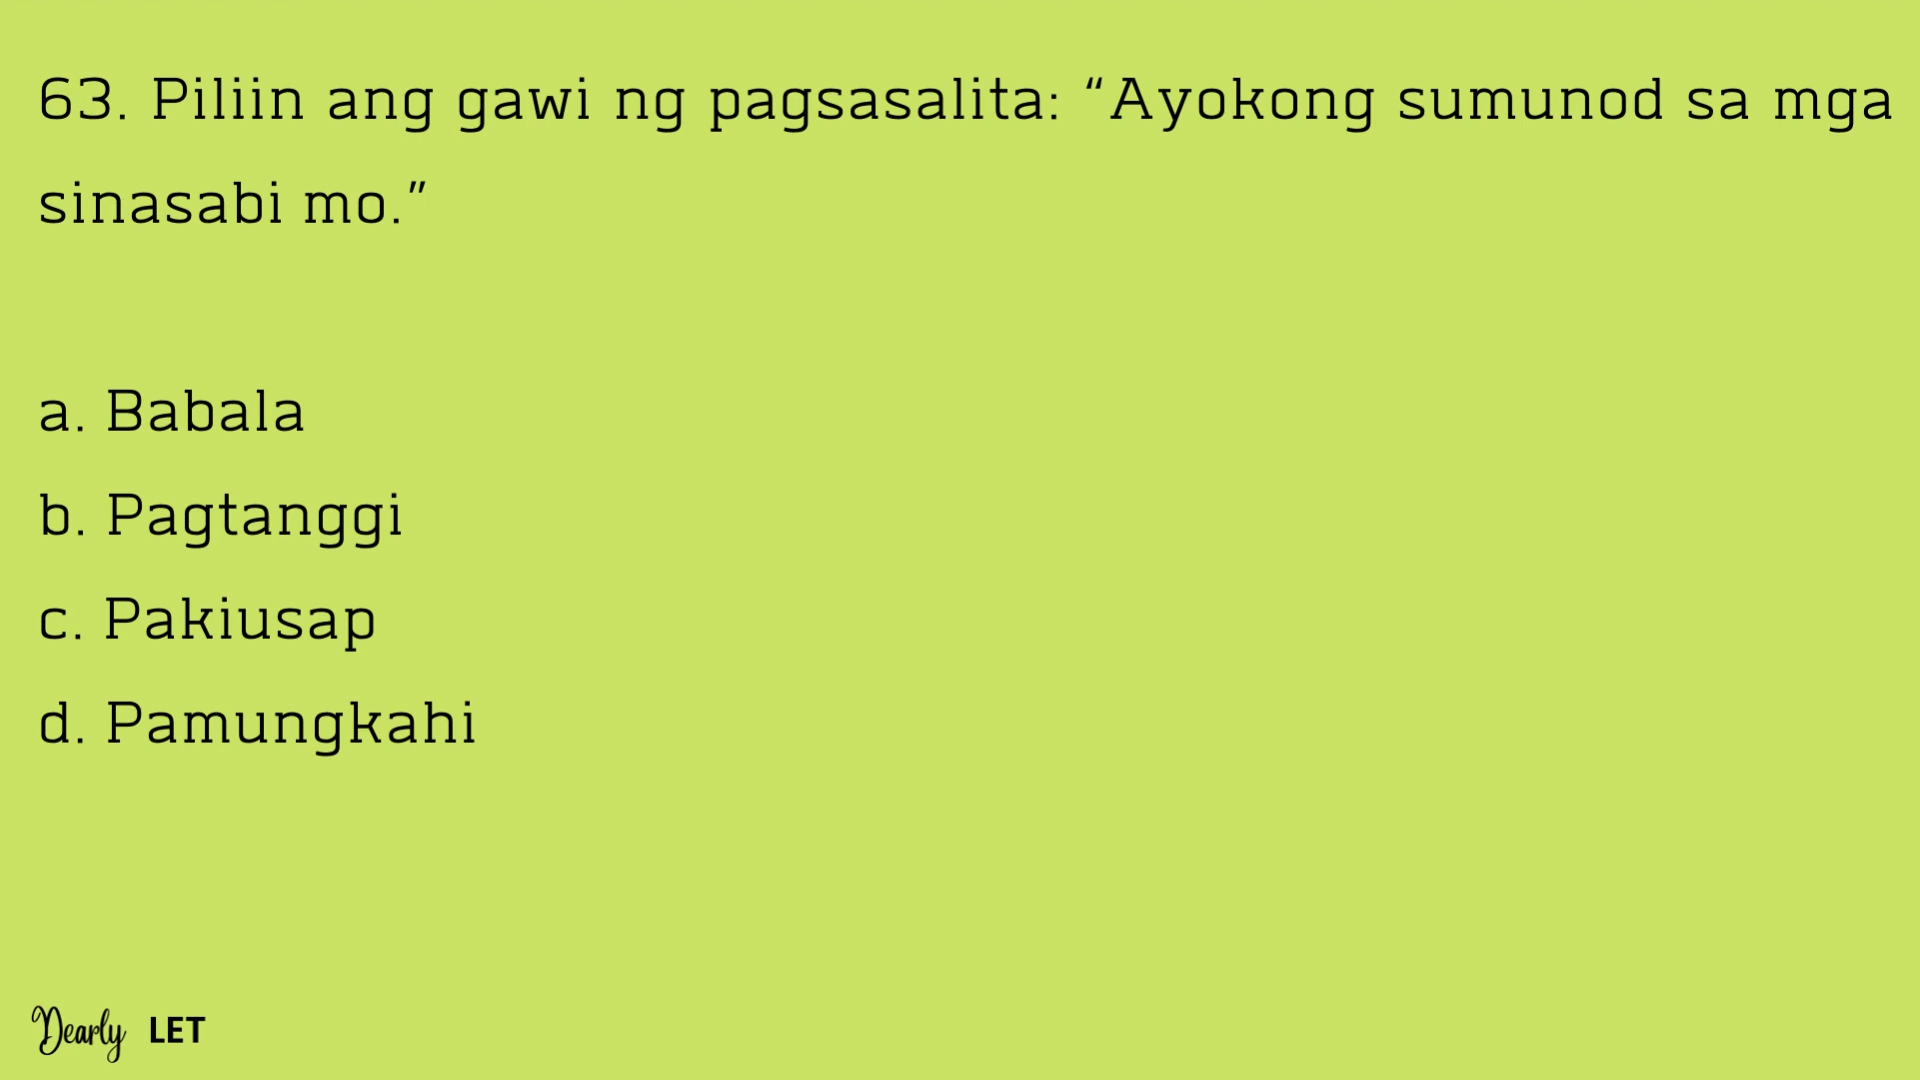 63. Piliin ang gawi ng pagsasalita: “Ayokong sumunod sa mga
sinasabi mo.”
a. Babala
b. Pagtanggi
c. Pakiusap
d. Pamungkahi
Dearly LET